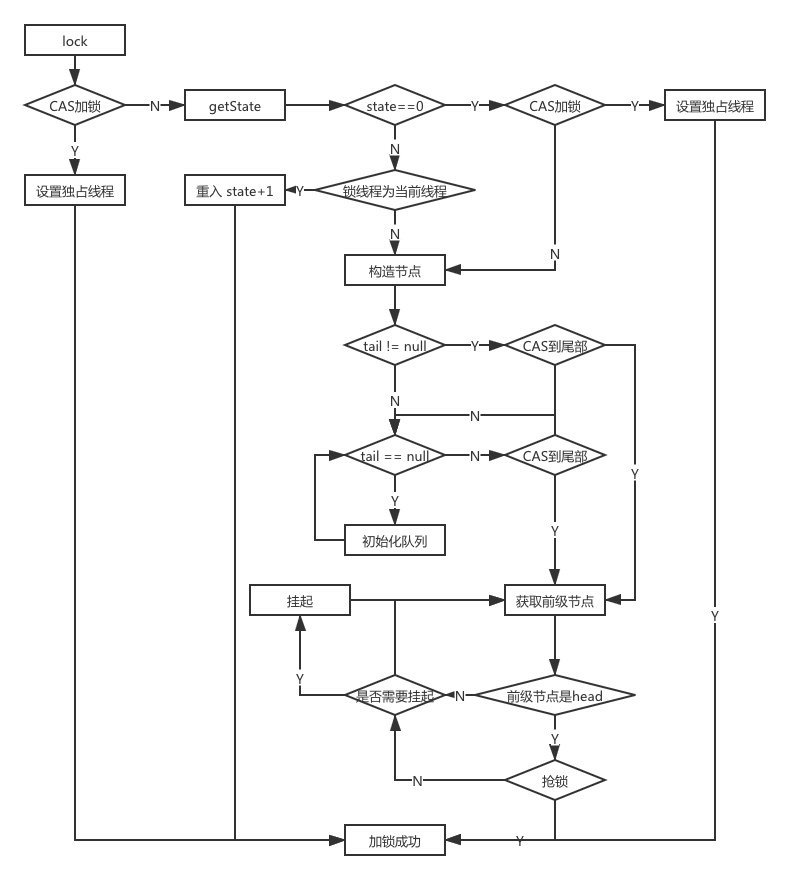 lock
CAS加锁
N
getState
state==0
Y
CAS加锁
Y
设置独占线程
Y
N
设置独占线程
重入 state+1
Y
锁线程为当前线程
N
N
构造节点
tail != null
Y
CAS到尾部
N
N
tail == null
N
CAS到尾部
Y
Y
Y
初始化队列
挂起
获取前级节点
Y
Y
是否需要挂起
N
前级节点是head
Y
N
抢锁
加锁成功
Y